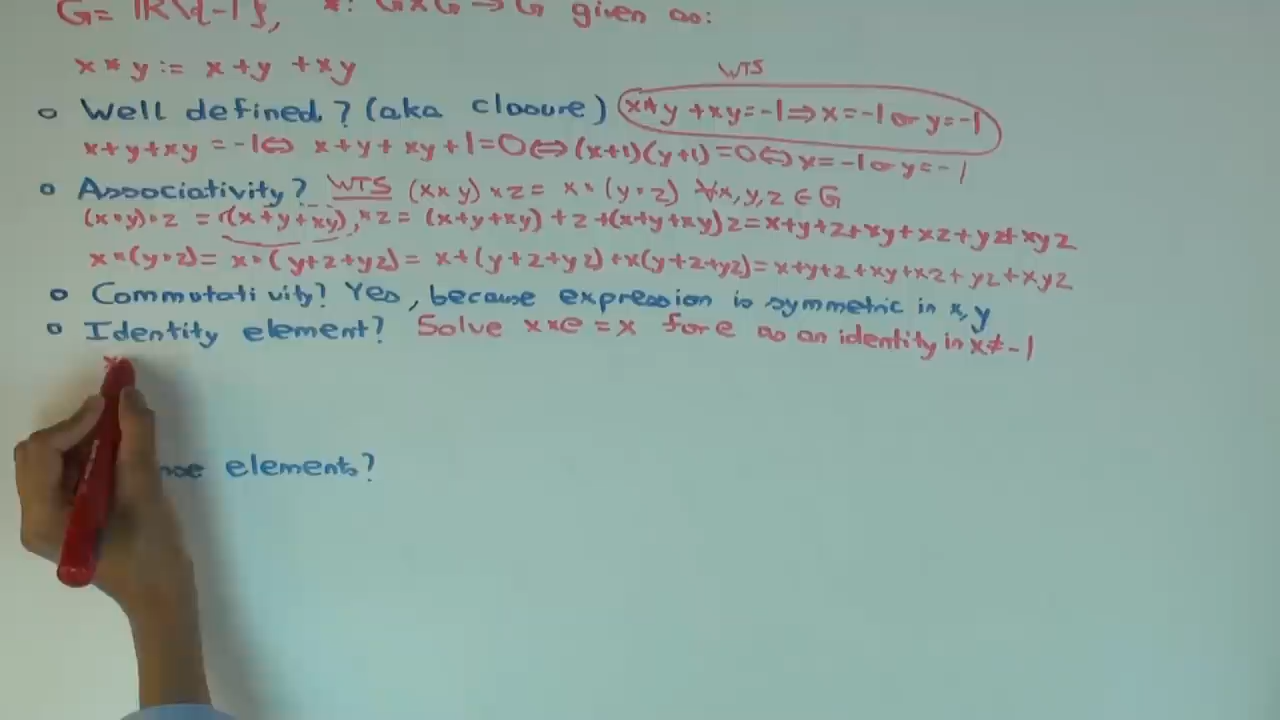 G = ℝ\{-1}, *: G×G→G given as:
x * y := x+y +xy
WTS
○ Well defined? (aka closure) x+y+xy=-1⇒x=-1 or y=-1
x+y+xy = -1⇔ x+y+xy+1=0⇔(x+1)(y+1)=0⇔x=-1 or y=-1
○ Associativity? WTS (x*y)*z = x*(y*z) ∀x,y,z ∈ G
(x*y)*z = (x+y+xy)*z = (x+y+xy)+z+(x+y+xy)z=x+y+z+xy+xz+yz+xyz
x*(y*z)= x*(y+z+yz)= x+(y+z+yz)+x(y+z+yz)=x+y+z+xy+xz+yz+xyz
○ Commutativity? Yes, because expression is symmetric in x,y
○ Identity element? Solve x*e = x for e as an identity in x≠-1
x
elements?